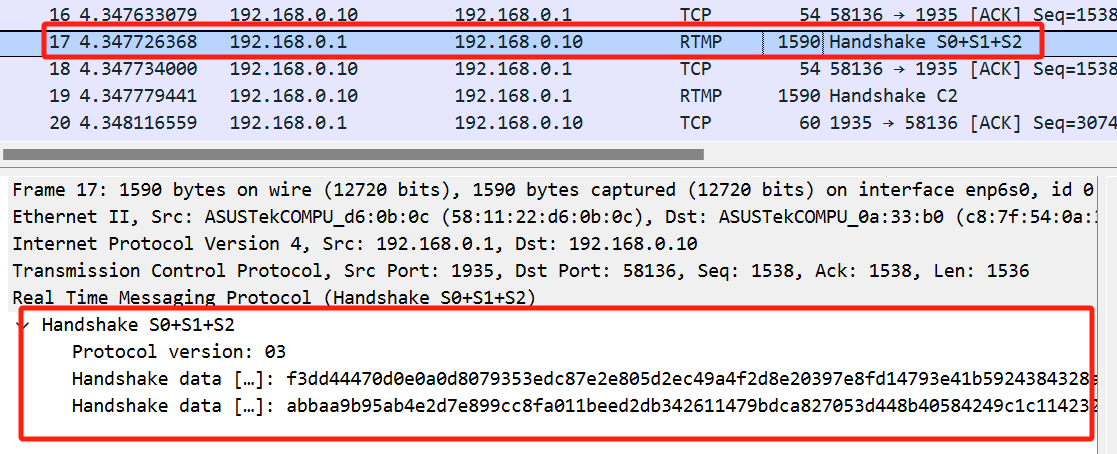 16 4.347633079 192.168.0.10 192.168.0.1 TCP 54 58136 → 1935 [ACK] Seq=1538
17 4.347726368 192.168.0.1 192.168.0.10 RTMP 1590 Handshake S0+S1+S2
18 4.347734000 192.168.0.10 192.168.0.1 TCP 54 58136 → 1935 [ACK] Seq=1538
19 4.347779441 192.168.0.10 192.168.0.1 RTMP 1590 Handshake C2
20 4.348116559 192.168.0.1 192.168.0.10 TCP 60 1935 → 58136 [ACK] Seq=3074
Frame 17: 1590 bytes on wire (12720 bits), 1590 bytes captured (12720 bits) on interface enp6s0, id 0
Ethernet II, Src: ASUSTekCOMPU_d6:0b:0c (58:11:22:d6:0b:0c), Dst: ASUSTekCOMPU_0a:33:b0 (c8:7f:54:0a:
Internet Protocol Version 4, Src: 192.168.0.1, Dst: 192.168.0.10
Transmission Control Protocol, Src Port: 1935, Dst Port: 58136, Seq: 1538, Ack: 1538, Len: 1536
Real Time Messaging Protocol (Handshake S0+S1+S2)
Handshake S0+S1+S2
Protocol version: 03
Handshake data […]: f3dd44470d0e0a0d8079353edc87e2e805d2ec49a4f2d8e20397e8fd14793e41b5924384328
Handshake data […]: abbaa9b95ab4e2d7e899cc8fa011beed2db342611479bdca827053d448b40584249c1c114230